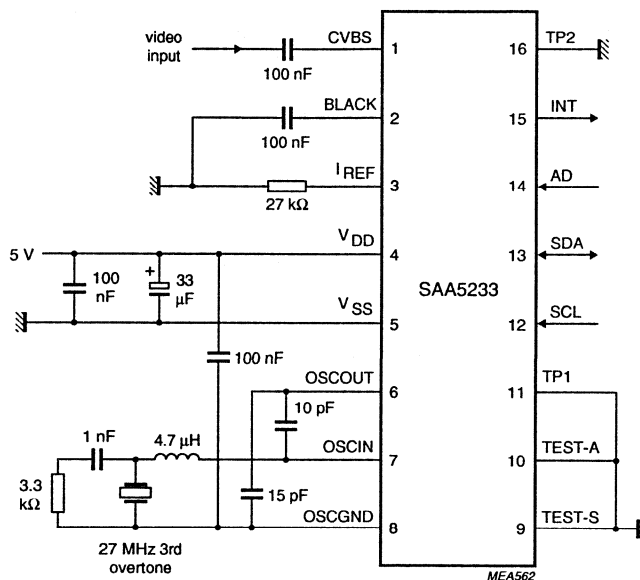 video
input
CVBS
1
16
TP2
100 nF
BLACK
2
15
INT
100 nF
I REF
3
14
AD
27 kΩ
5 V
V DD
4
13
SDA
100
nF
+
33
μF
SAA5233
V SS
5
12
SCL
100 nF
OSCOUT
6
11
TP1
10 pF
1 nF
4.7 μH
OSCIN
7
10
TEST-A
3.3
kΩ
15 pF
OSCGND
8
9
TEST-S
27 MHz 3rd
overtone
MEA562